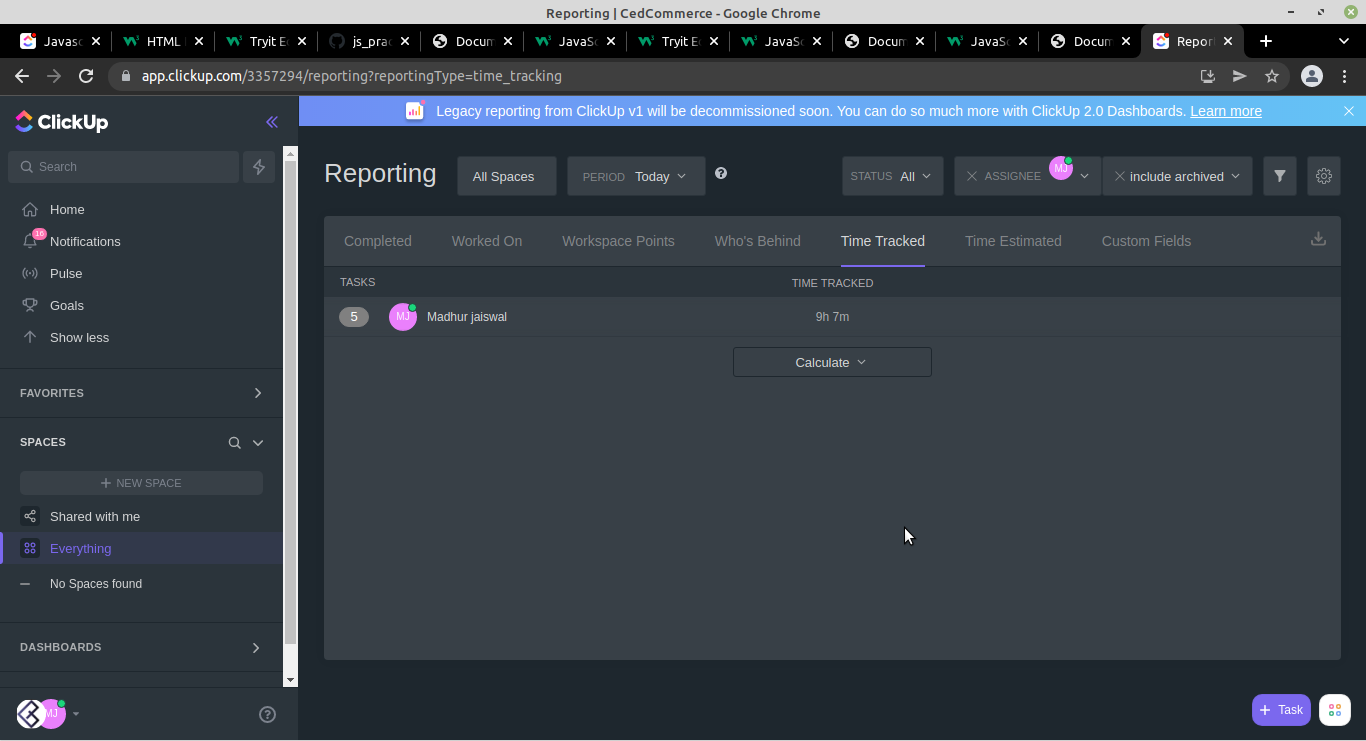 Reporting | CedCommerce - Google Chrome
Javasc
HTML
Tryit Ec
js_prac
Docum
JavaSc
Tryit Ec
JavaSc
Docum
JavaSc
Docum
Report
app.clickup.com/3357294/reporting?reportingType=time_tracking
ClickUp
Legacy reporting from ClickUp v1 will be decommissioned soon. You can do so much more with ClickUp 2.0 Dashboards. Learn more
Search
Home
16
Notifications
Pulse
Goals
Show less
FAVORITES
SPACES
+ NEW SPACE
Shared with me
Everything
No Spaces found
DASHBOARDS
MJ
Reporting
All Spaces
PERIOD Today
STATUS All
ASSIGNEE MJ
include archived
Completed Worked On Workspace Points Who's Behind Time Tracked Time Estimated Custom Fields
TASKS TIME TRACKED
5 MJ Madhur jaiswal 9h 7m
Calculate
+ Task